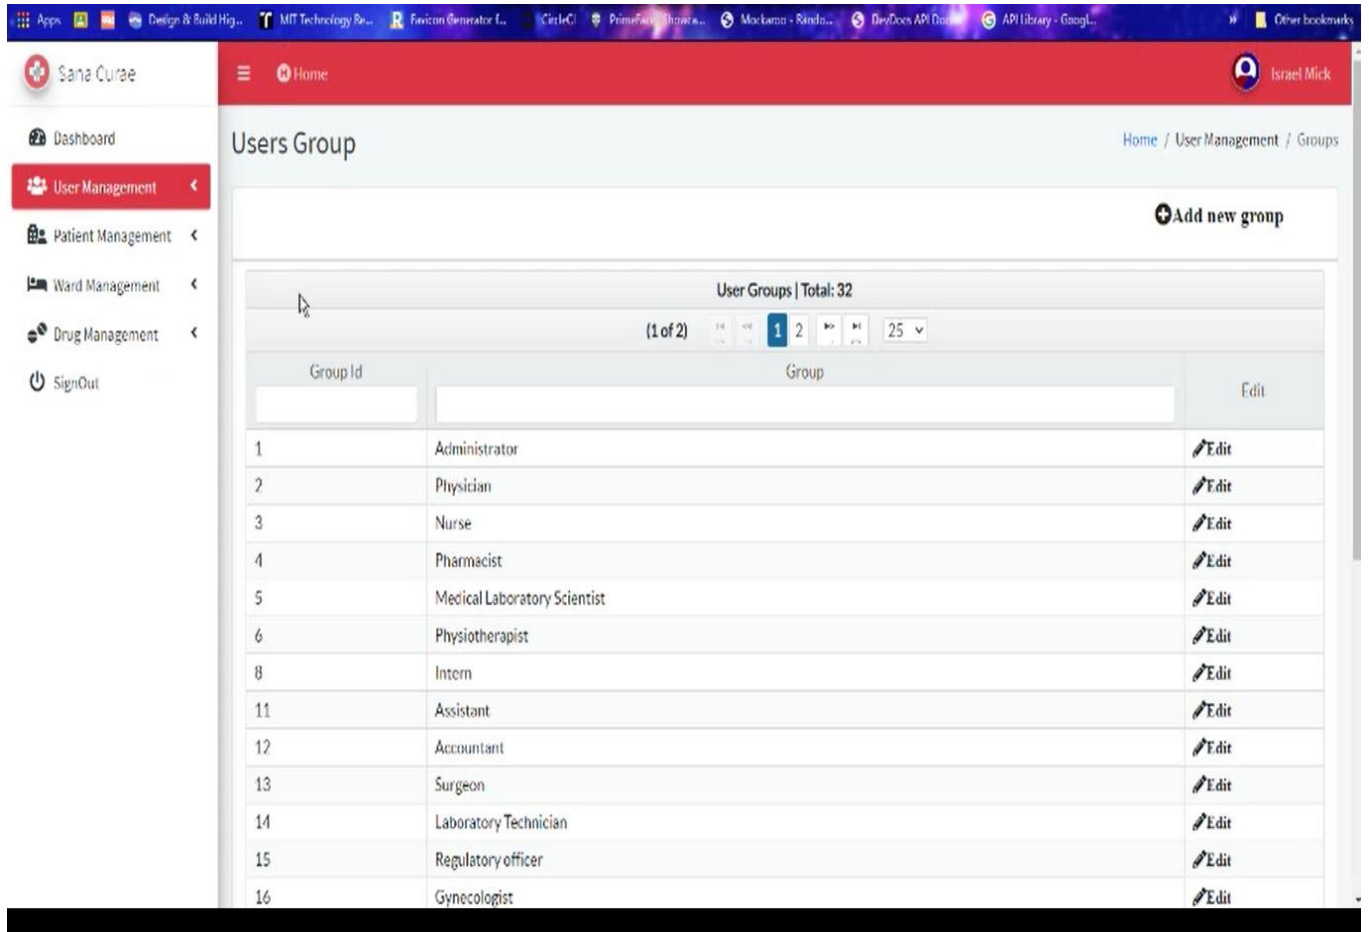 Apps Design & Build Hig... MIT Technology Re... R Favicon Generator f... CircleCI PrimeFaces Showca... Mockaroo - Rando... DevDocs API Docum G API Library - Googl... » Other bookmarks
Sana Curae
Home
Israel Mick
Dashboard
User Management
Patient Management
Ward Management
Drug Management
SignOut
Users Group
Home / User Management / Groups
Add new group
User Groups | Total: 32
(1 of 2) 1 2 25
Group Id Group Edit
1 Administrator Edit
2 Physician Edit
3 Nurse Edit
4 Pharmacist Edit
5 Medical Laboratory Scientist Edit
6 Physiotherapist Edit
8 Intern Edit
11 Assistant Edit
12 Accountant Edit
13 Surgeon Edit
14 Laboratory Technician Edit
15 Regulatory officer Edit
16 Gynecologist Edit